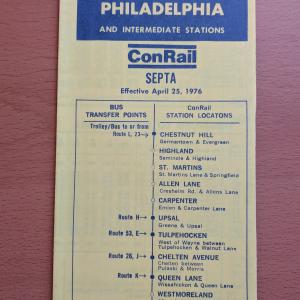 PHILADELPHIA
AND INTERMEDIATE STATIONS
ConRail
SEPTA
Effective April 25, 1976
BUS
TRANSFER POINTS
ConRail
STATION LOCATONS
Trolley/Bus to or from
Route L, 23
CHESTNUT HILL
Germantown & Evergreen
HIGHLAND
Seminole & Highland
ST. MARTINS
St. Martins Lane & Springfield
ALLEN LANE
Cresheim Rd. & Allens Lane
CARPENTER
Emlen & Carpenter Lane
Route H
UPSAL
Greene & Upsal
Route 53, E
TULPEHOCKEN
West of Wayne between
Tulpehocken & Walnut Lane
Route 26, J
CHELTEN AVENUE
Chelten between
Pulaski & Morris
Route K
QUEEN LANE
Wissahickon & Queen Lane
WESTMORELAND